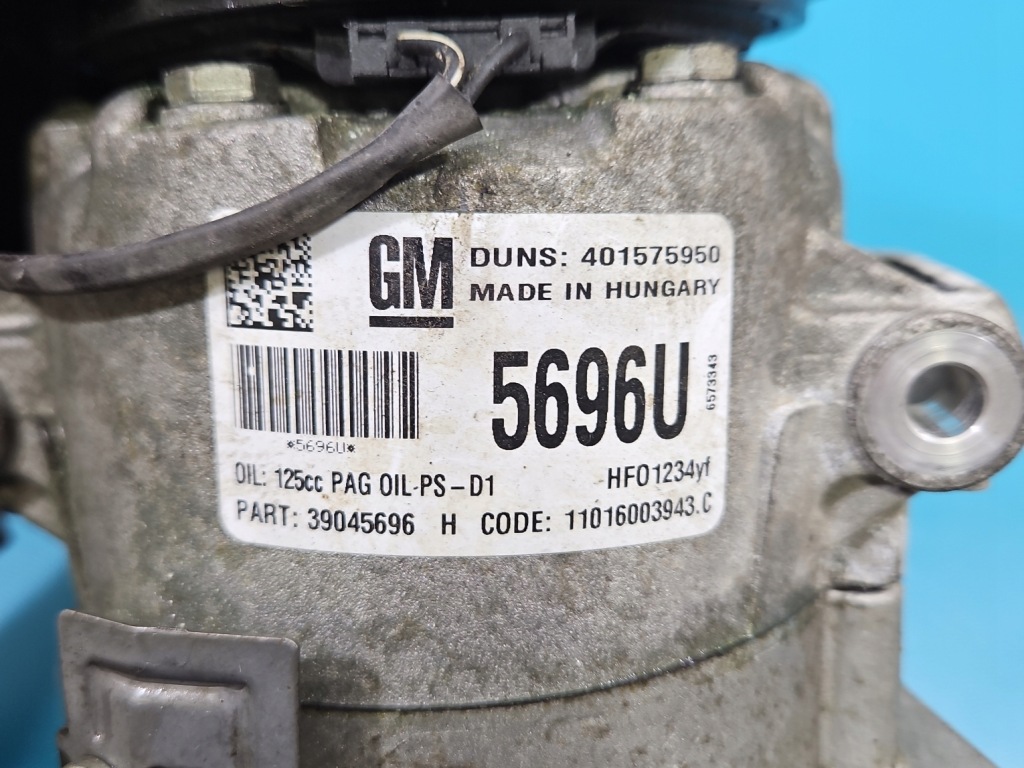 GM
DUNS: 401575950
MADE IN HUNGARY
5696U
6573343
*5696U*
OIL: 125cc PAG OIL-PS-D1
HFO1234yf
PART: 39045696 H CODE: 11016003943.C